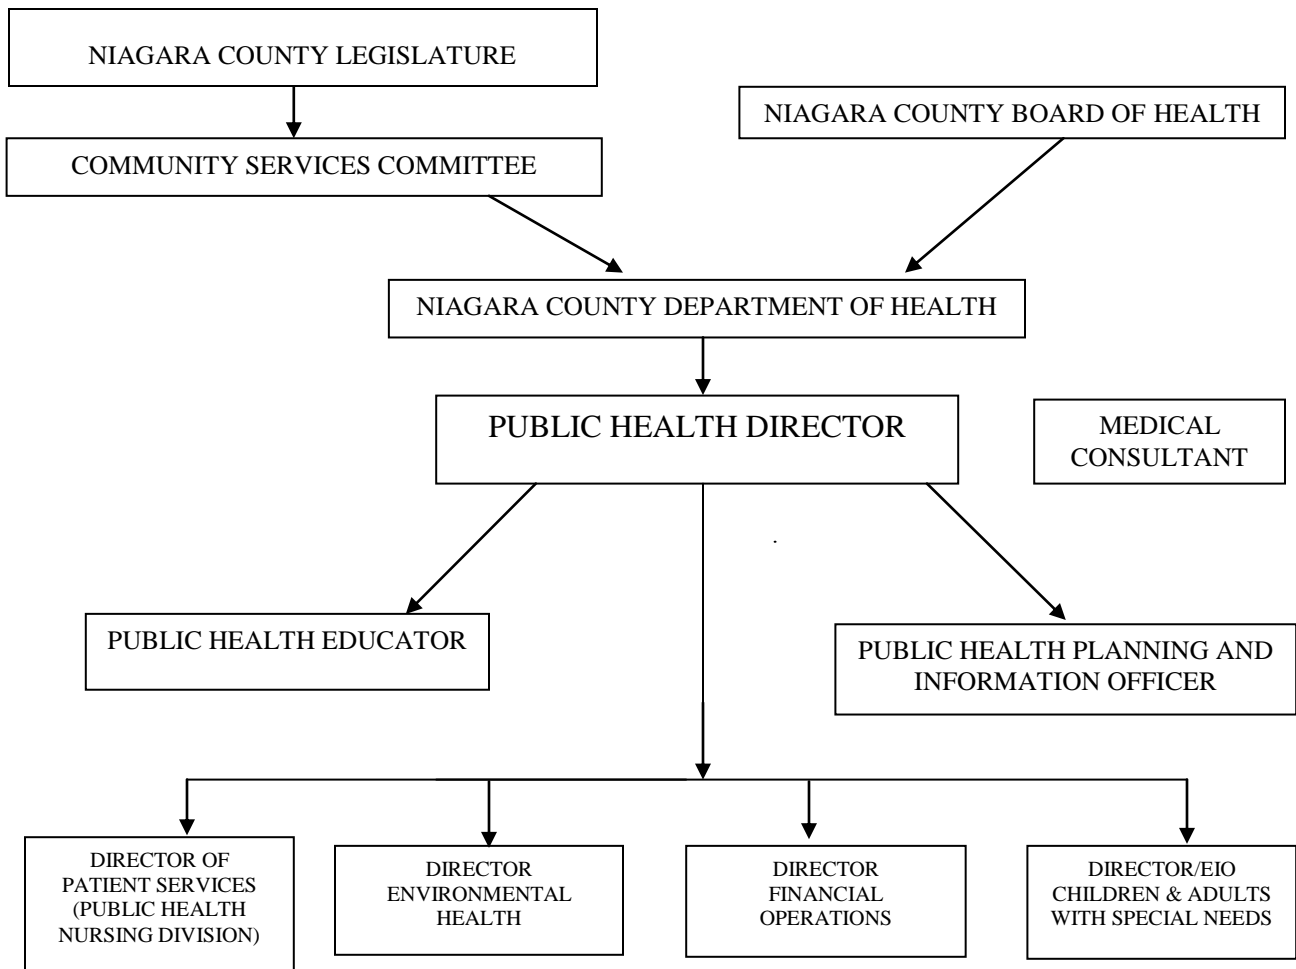 NIAGARA COUNTY LEGISLATURE
NIAGARA COUNTY BOARD OF HEALTH
COMMUNITY SERVICES COMMITTEE
NIAGARA COUNTY DEPARTMENT OF HEALTH
PUBLIC HEALTH DIRECTOR
MEDICAL
CONSULTANT
.
PUBLIC HEALTH EDUCATOR
PUBLIC HEALTH PLANNING AND
INFORMATION OFFICER
DIRECTOR OF
PATIENT SERVICES
(PUBLIC HEALTH
NURSING DIVISION)
DIRECTOR
ENVIRONMENTAL
HEALTH
DIRECTOR
FINANCIAL
OPERATIONS
DIRECTOR/EIO
CHILDREN & ADULTS
WITH SPECIAL NEEDS